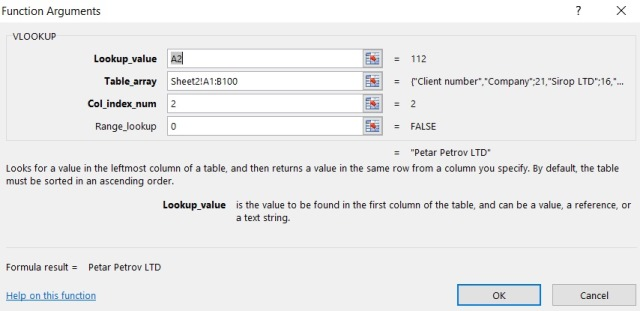 Function Arguments ? ×
VLOOKUP
Lookup_value A2 = 112
Table_array Sheet2!A1:B100 = {"Client number","Company";21,"Sirop LTD";16,"...
Col_index_num 2 = 2
Range_lookup 0 = FALSE
= "Petar Petrov LTD"
Looks for a value in the leftmost column of a table, and then returns a value in the same row from a column you specify. By default, the table
must be sorted in an ascending order.
Lookup_value is the value to be found in the first column of the table, and can be a value, a reference, or
a text string.
Formula result = Petar Petrov LTD
Help on this function OK Cancel